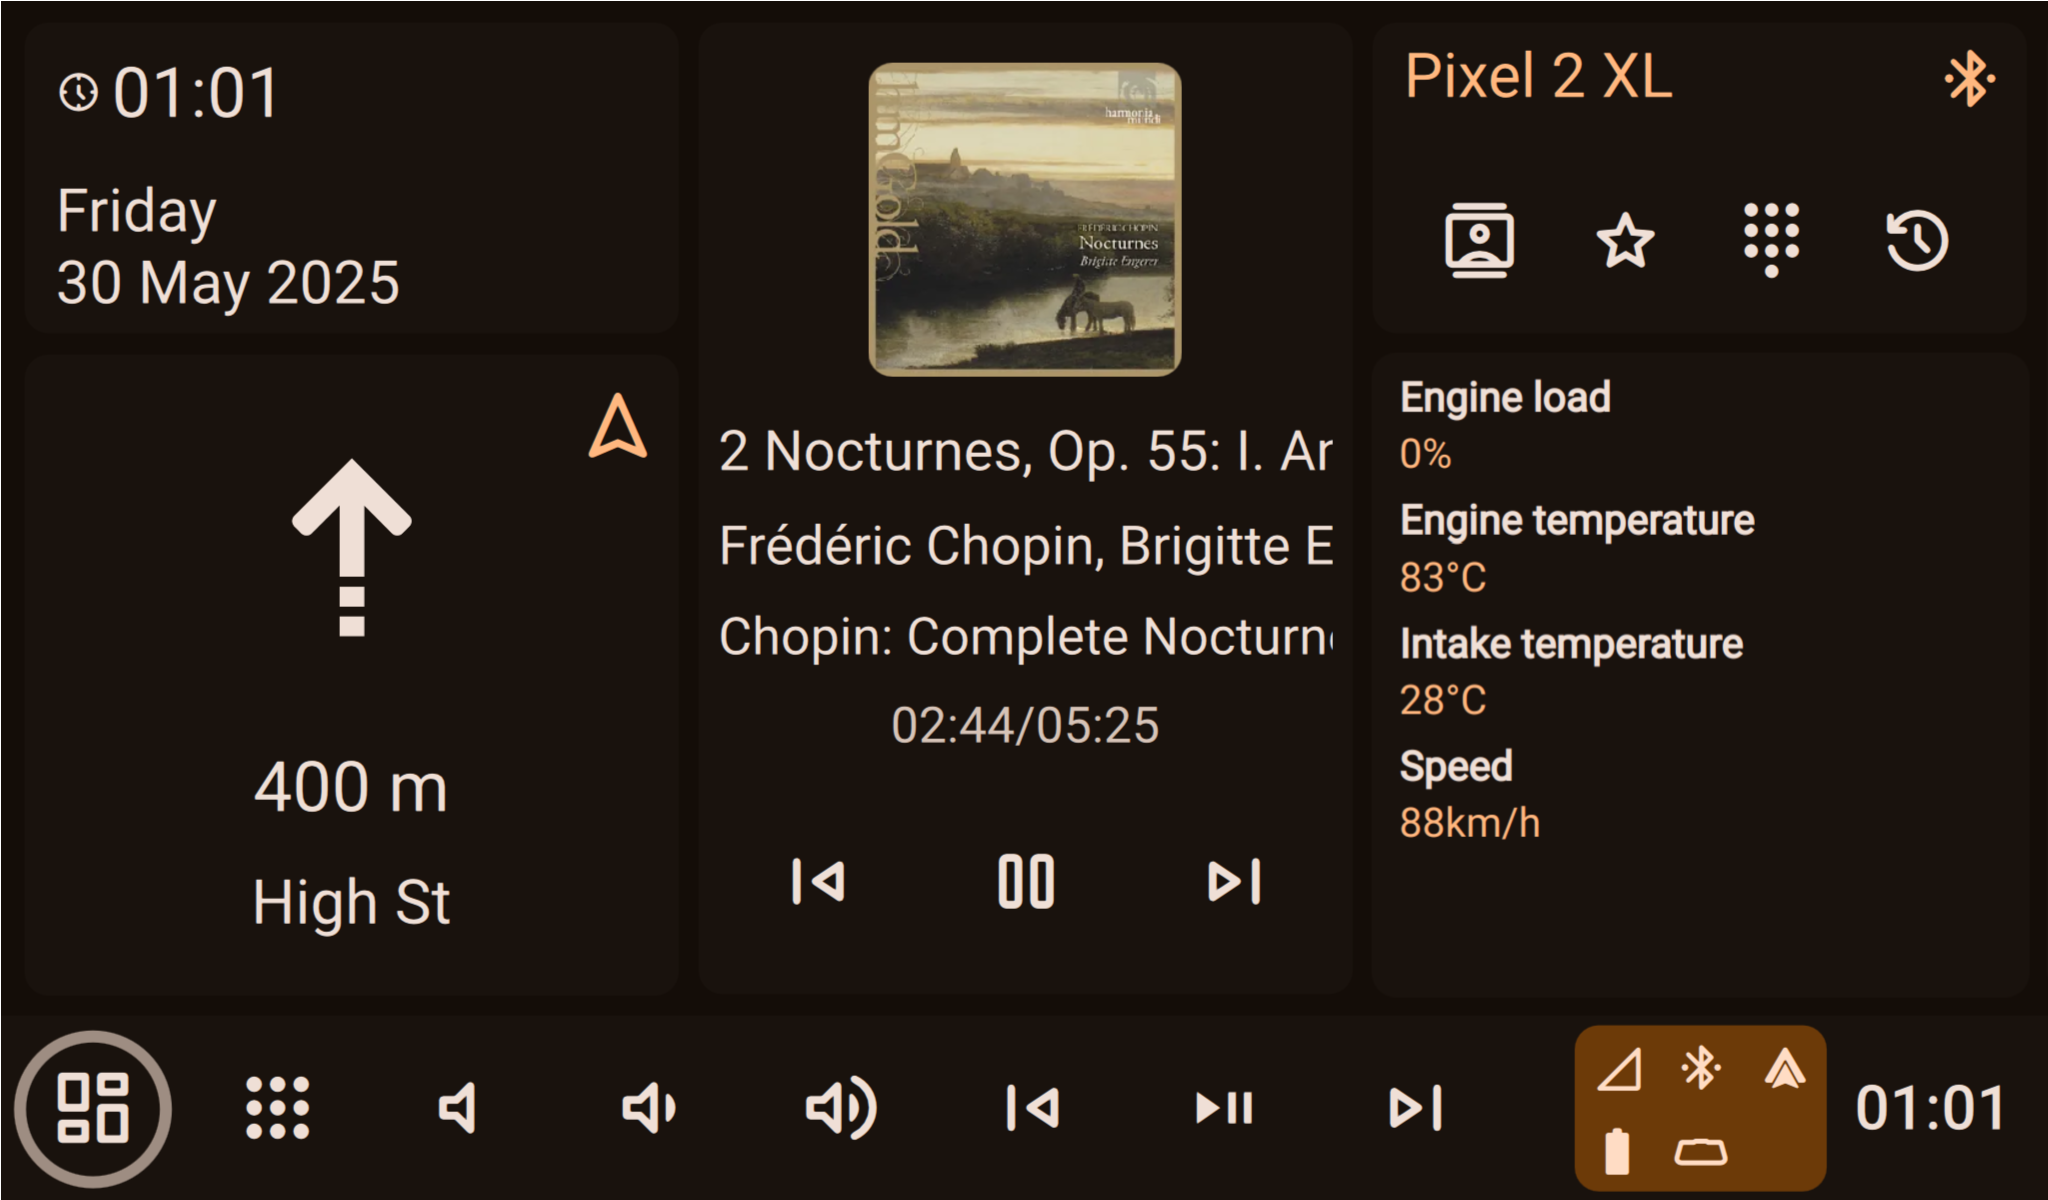 01:01
Friday
30 May 2025
400 m
High St
harmonia
mundi
hmGold
FRÉDÉRIC CHOPIN
Nocturnes
Brigitte Engerer
2 Nocturnes, Op. 55: I. Ar
Frédéric Chopin, Brigitte E
Chopin: Complete Nocturn
02:44/05:25
Pixel 2 XL
Engine load
0%
Engine temperature
83°C
Intake temperature
28°C
Speed
88km/h
01:01